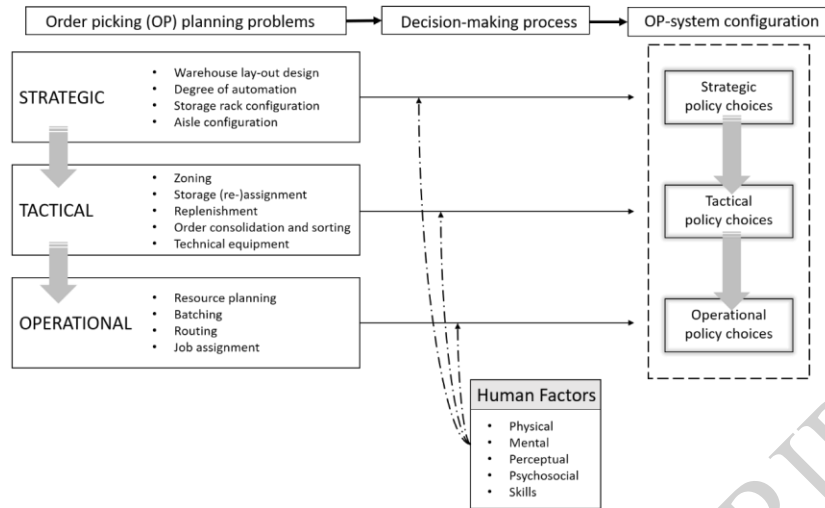 Order picking (OP) planning problems
Decision-making process
OP-system configuration
STRATEGIC
• Warehouse lay-out design
• Degree of automation
• Storage rack configuration
• Aisle configuration
Strategic
policy choices
TACTICAL
• Zoning
• Storage (re-)assignment
• Replenishment
• Order consolidation and sorting
• Technical equipment
Tactical
policy choices
OPERATIONAL
• Resource planning
• Batching
• Routing
• Job assignment
Operational
policy choices
Human Factors
• Physical
• Mental
• Perceptual
• Psychosocial
• Skills